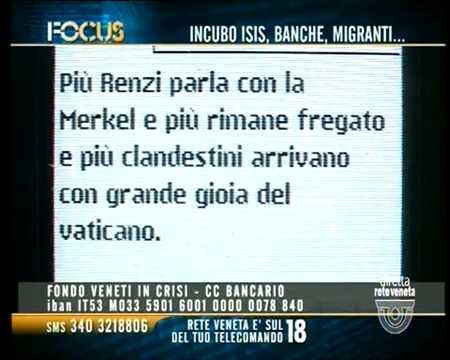 FOCUS
INCUBO ISIS, BANCHE, MIGRANTI...
Più Renzi parla con la
Merkel e più rimane fregato
e più clandestini arrivano
con grande gioia del
vaticano.
FONDO VENETI IN CRISI - CC BANCARIO
iban IT53 M033 5901 6001 0000 0078 840
diretta
reteveneta
SMS 340 3218806
RETE VENETA E' SUL 18
DEL TUO TELECOMANDO